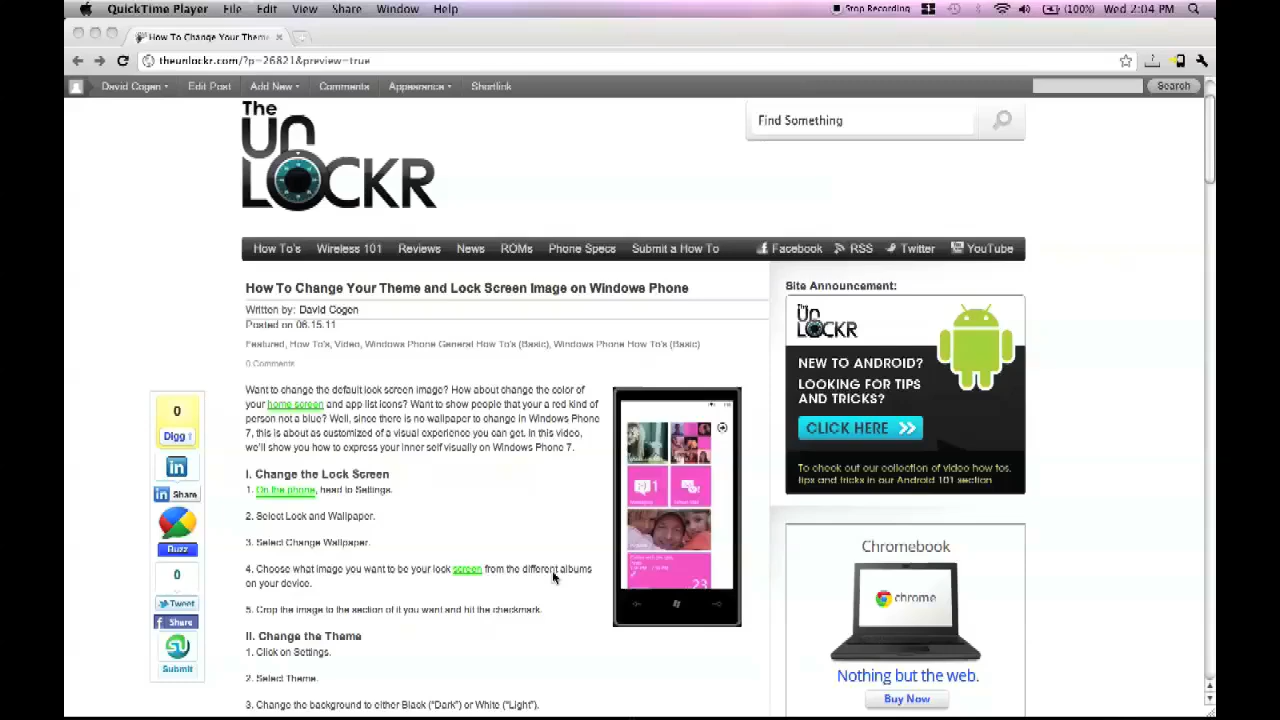 QuickTime Player File Edit View Share Window Help
Stop Recording (100%) Wed 2:04 PM
How To Change Your Theme
theunlockr.com/?p=26821&preview=true
David Cogen Edit Post Add New Comments Appearance Shortlink Search
The
UN
LOCKR
Find Something
How To's Wireless 101 Reviews News ROMs Phone Specs Submit a How To Facebook RSS Twitter YouTube
How To Change Your Theme and Lock Screen Image on Windows Phone
Written by: David Cogen
Posted on 06.15.11
Featured, How To's, Video, Windows Phone General How To's (Basic), Windows Phone How To's (Basic)
0 Comments
Want to change the default lock screen image? How about change the color of
your home screen and app list icons? Want to show people that your a red kind of
person not a blue? Well, since there is no wallpaper to change in Windows Phone
7, this is about as customized of a visual experience you can get. In this video,
we'll show you how to express your inner self visually on Windows Phone 7.
I. Change the Lock Screen
1. On the phone, head to Settings.
2. Select Lock and Wallpaper.
3. Select Change Wallpaper.
4. Choose what image you want to be your lock screen from the different albums
on your device.
5. Crop the image to the section of it you want and hit the checkmark.
II. Change the Theme
1. Click on Settings.
2. Select Theme.
3. Change the background to either Black ("Dark") or White ("Light").
0
Digg
in
in Share
Buzz
0
Tweet
f Share
Submit
1
23
Site Announcement:
The
UN
LOCKR
NEW TO ANDROID?
LOOKING FOR TIPS
AND TRICKS?
CLICK HERE
To check out our collection of video how tos,
tips and tricks in our Android 101 section
Chromebook
chrome
Nothing but the web.
Buy Now